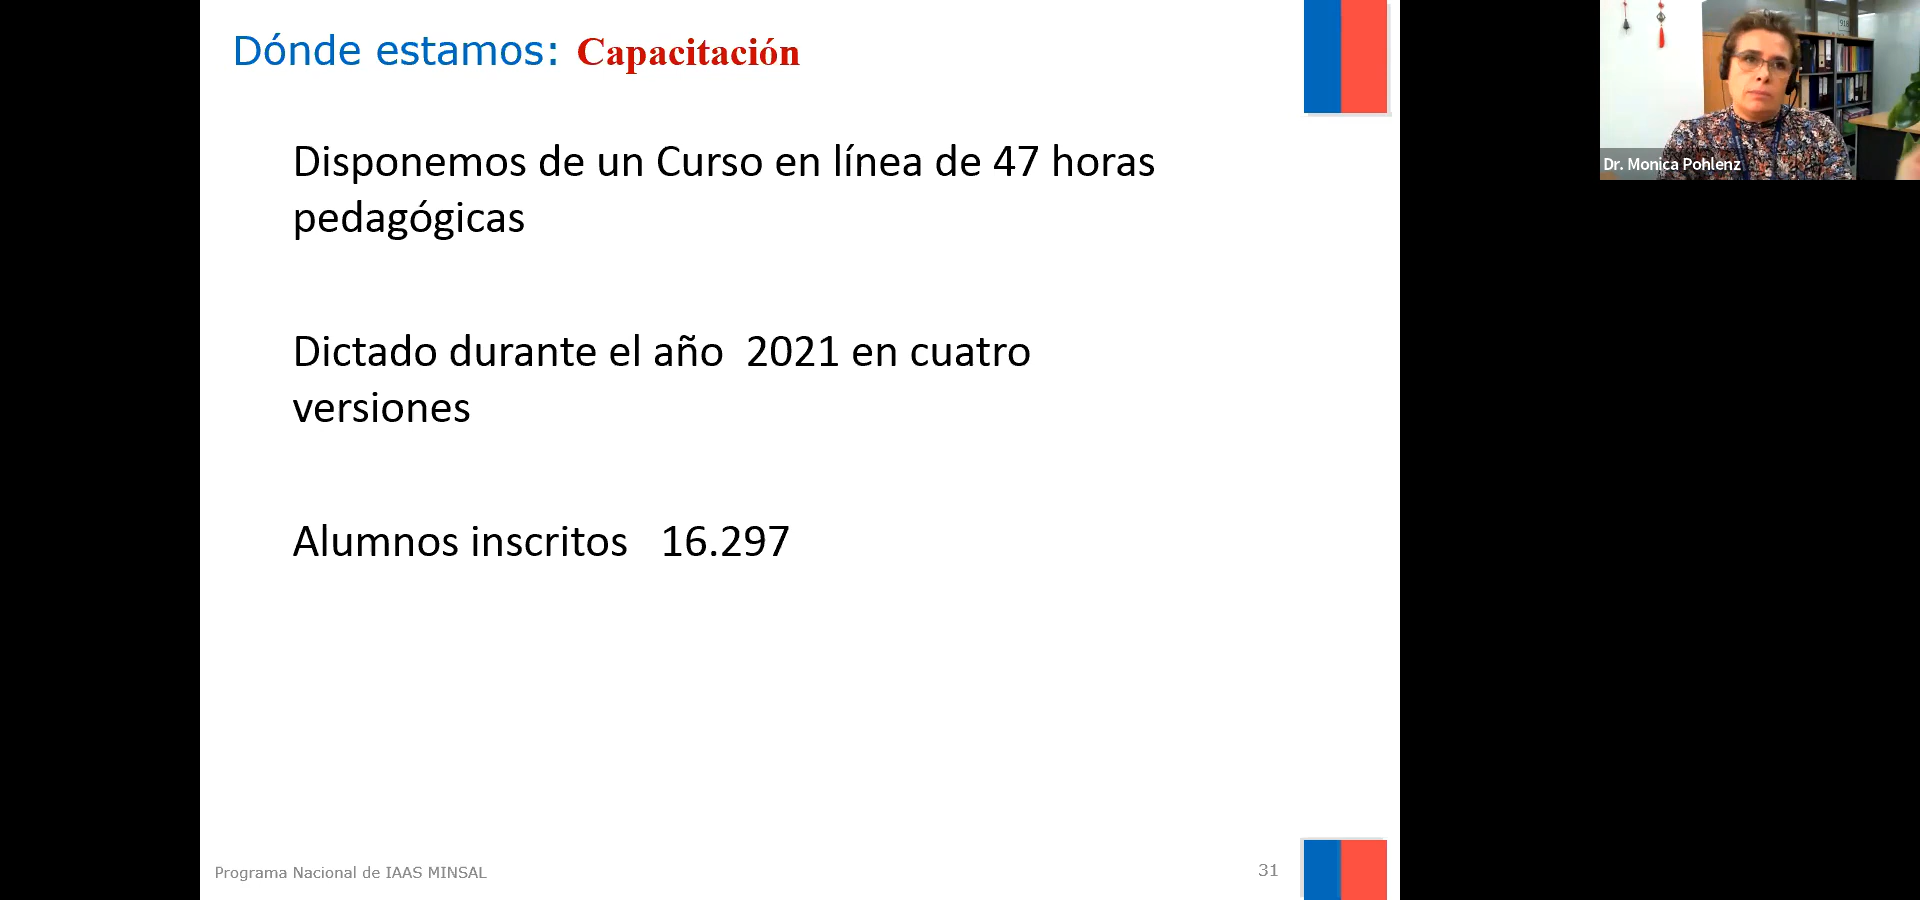 Dónde estamos: Capacitación
Disponemos de un Curso en línea de 47 horas
pedagógicas
Dictado durante el año 2021 en cuatro
versiones
Alumnos inscritos 16.297
Programa Nacional de IAAS MINSAL
31
Dr. Monica Pohlenz